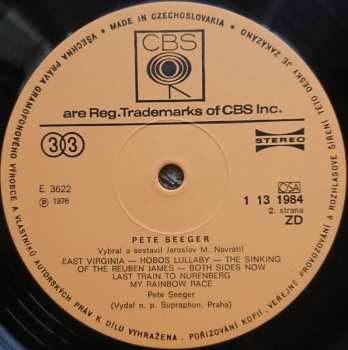 MADE IN CZECHOSLOVAKIA • VŠECHNA PRÁVA GRAMOFONOVÉHO VÝROBCE A VLASTNÍKŮ AUTORSKÝCH PRÁV K DÍLU VYHRAŽENA. POŘIZOVÁNÍ KOPIÍ, VEŘEJNÉ PROVOZOVÁNÍ A ROZHLASOVÉ ŠÍŘENÍ TÉTO DESKY JE ZAKÁZÁNO •
CBS
are Reg. Trademarks of CBS Inc.
33
STEREO
E 3622
Ⓟ 1976
OSA
1 13 1984
2. strana
ZD
PETE SEEGER
Vybral a sestavil Jaroslav M. Navrátil
EAST VIRGINIA — HOBOS LULLABY — THE SINKING
OF THE REUBEN JAMES — BOTH SIDES NOW
LAST TRAIN TO NURENBERG
MY RAINBOW RACE
Pete Seeger
(Vydal n. p. Supraphon, Praha)